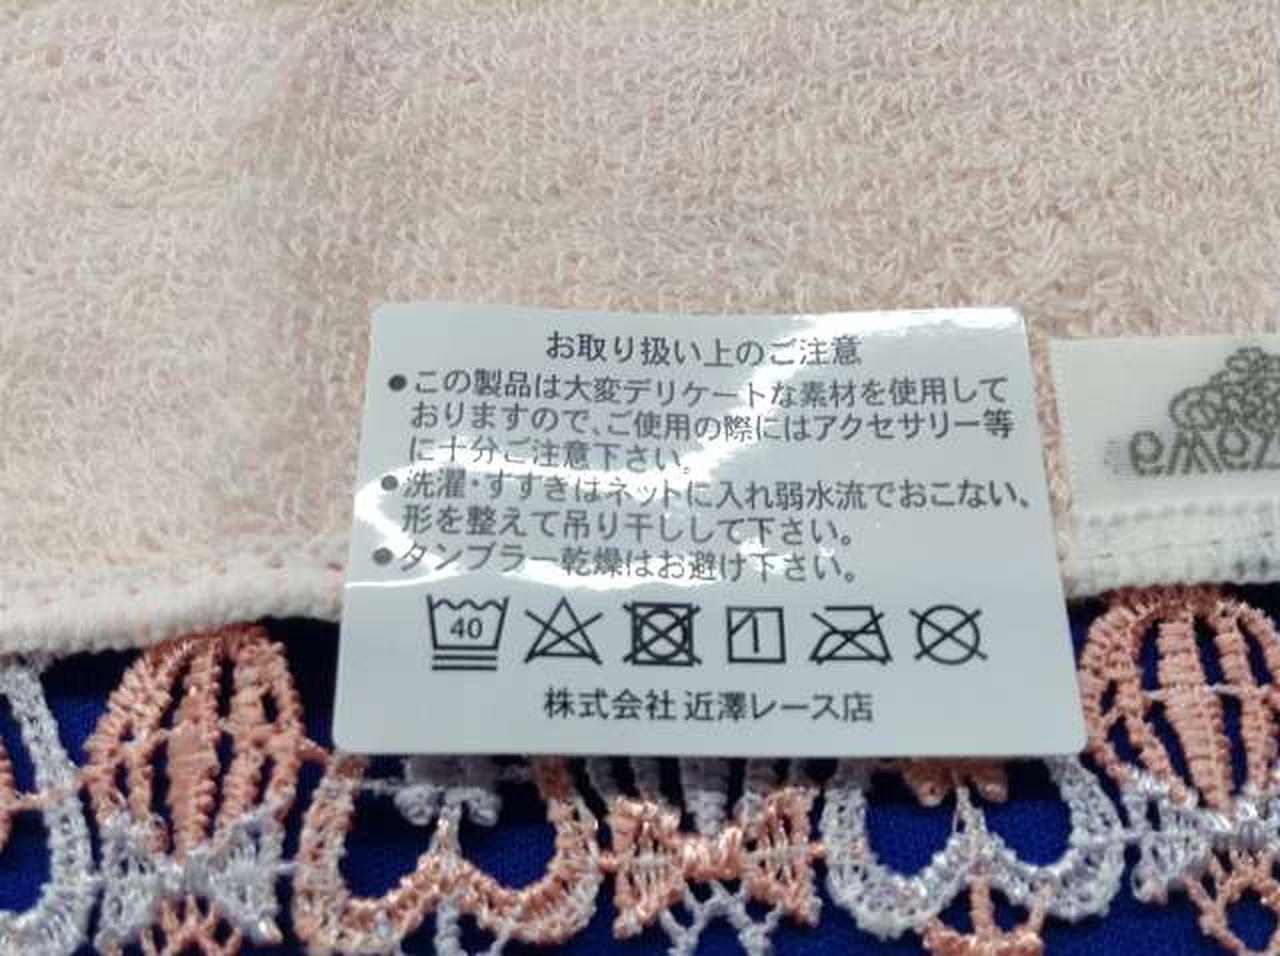 お取り扱い上のご注意
●この製品は大変デリケートな素材を使用して
おりますので、ご使用の際にはアクセサリー等
に十分ご注意下さい。
●洗濯・すすきはネットに入れ弱水流でおこない、
形を整えて吊り干しして下さい。
●タンブラー乾燥はお避け下さい。
40
株式会社 近澤レース店